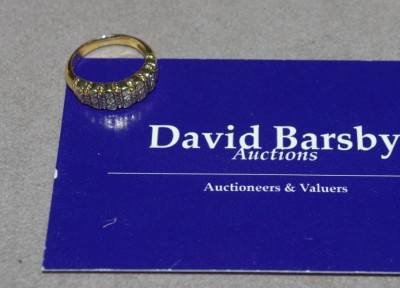 David Barsby
Auctions
Auctioneers & Valuers